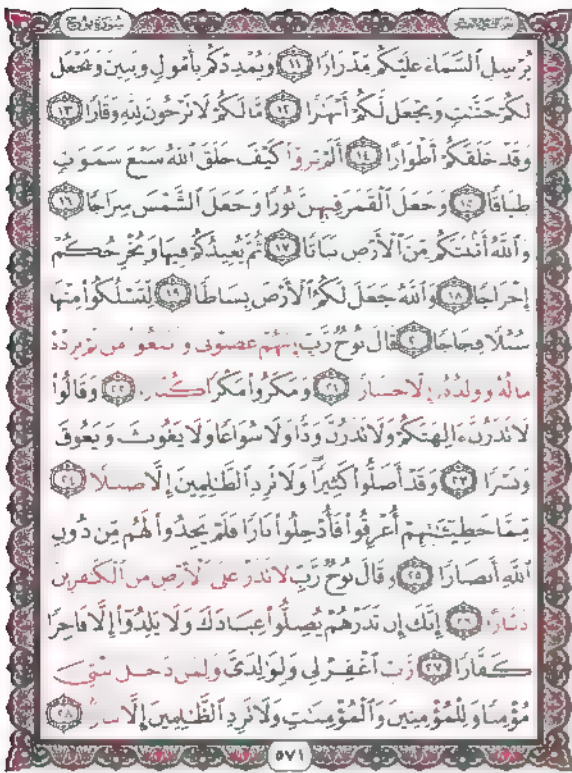 سُورَةُ نُوحٍ
يُرْسِلِ ٱلسَّمَآءَ عَلَيْكُم مِّدْرَارًا ١١ وَيُمْدِدْكُم بِأَمْوَٰلٍ وَبَنِينَ وَيَجْعَل
لَّكُمْ جَنَّٰتٍ وَيَجْعَل لَّكُمْ أَنْهَٰرًا ١٢ مَّا لَكُمْ لَا تَرْجُونَ لِلَّهِ وَقَارًا ١٣
وَقَدْ خَلَقَكُمْ أَطْوَارًا ١٤ أَلَمْ تَرَوْا۟ كَيْفَ خَلَقَ ٱللَّهُ سَبْعَ سَمَٰوَٰتٍ
طِبَاقًا ١٥ وَجَعَلَ ٱلْقَمَرَ فِيهِنَّ نُورًا وَجَعَلَ ٱلشَّمْسَ سِرَاجًا ١٦
وَٱللَّهُ أَنۢبَتَكُم مِّنَ ٱلْأَرْضِ نَبَاتًا ١٧ ثُمَّ يُعِيدُكُمْ فِيهَا وَيُخْرِجُكُمْ
إِخْرَاجًا ١٨ وَٱللَّهُ جَعَلَ لَكُمُ ٱلْأَرْضَ بِسَاطًا ١٩ لِّتَسْلُكُوا۟ مِنْهَا
سُبُلًا فِجَاجًا ٢٠ قَالَ نُوحٌ رَّبِّ إِنَّهُمْ عَصَوْنِى وَٱتَّبَعُوا۟ مَن لَّمْ يَزِدْهُ
مَالُهُۥ وَوَلَدُهُۥٓ إِلَّا خَسَارًا ٢١ وَمَكَرُوا۟ مَكْرًا كُبَّارًا ٢٢ وَقَالُوا۟
لَا تَذَرُنَّ ءَالِهَتَكُمْ وَلَا تَذَرُنَّ وَدًّا وَلَا سُوَاعًا وَلَا يَغُوثَ وَيَعُوقَ
وَنَسْرًا ٢٣ وَقَدْ أَضَلُّوا۟ كَثِيرًا وَلَا تَزِدِ ٱلظَّٰلِمِينَ إِلَّا ضَلَٰلًا ٢٤
مِّمَّا خَطِيٓـَٰٔتِهِمْ أُغْرِقُوا۟ فَأُدْخِلُوا۟ نَارًا فَلَمْ يَجِدُوا۟ لَهُم مِّن دُونِ
ٱللَّهِ أَنصَارًا ٢٥ وَقَالَ نُوحٌ رَّبِّ لَا تَذَرْ عَلَى ٱلْأَرْضِ مِنَ ٱلْكَٰفِرِينَ
دَيَّارًا ٢٦ إِنَّكَ إِن تَذَرْهُمْ يُضِلُّوا۟ عِبَادَكَ وَلَا يَلِدُوٓا۟ إِلَّا فَاجِرًا
كَفَّارًا ٢٧ رَّبِّ ٱغْفِرْ لِى وَلِوَٰلِدَىَّ وَلِمَن دَخَلَ بَيْتِىَ
مُؤْمِنًا وَلِلْمُؤْمِنِينَ وَٱلْمُؤْمِنَٰتِ وَلَا تَزِدِ ٱلظَّٰلِمِينَ إِلَّا تَبَارًۢا ٢٨
٥٧١